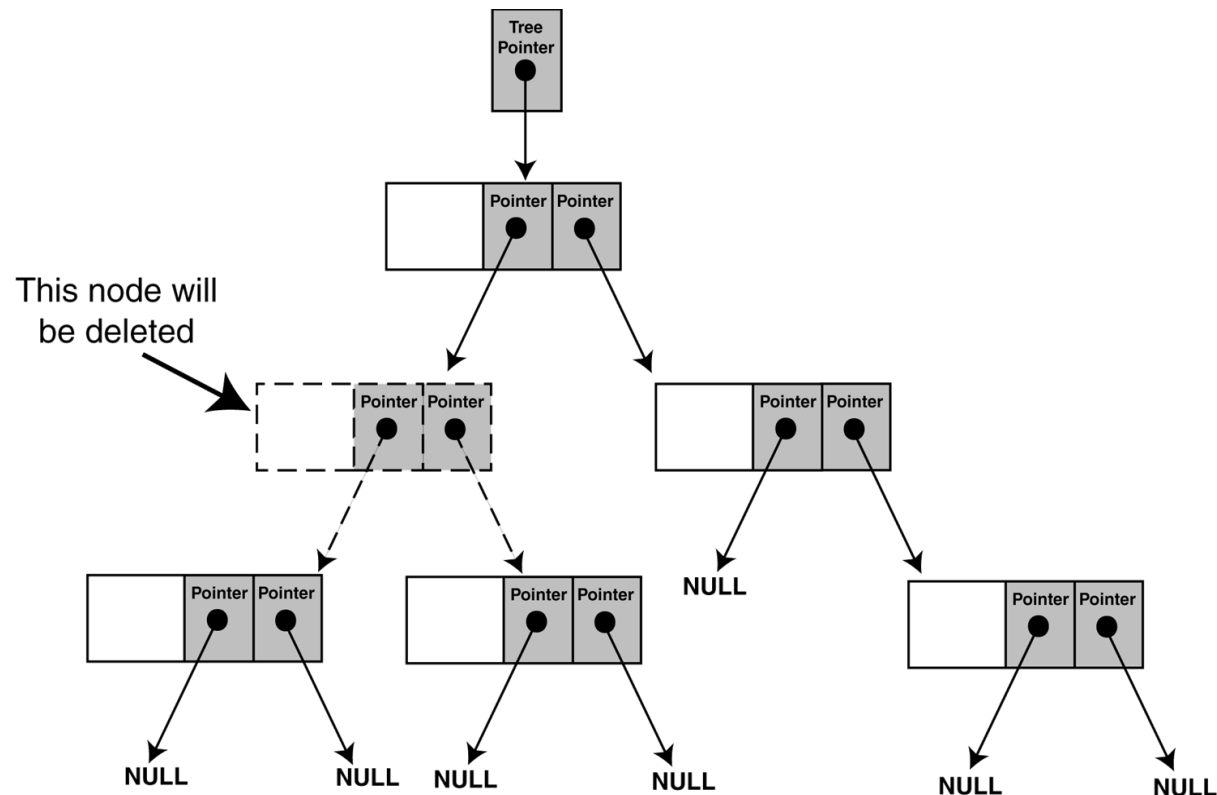 Tree
Pointer
Pointer Pointer
This node will
be deleted
Pointer Pointer
Pointer Pointer
Pointer Pointer
Pointer Pointer
NULL
Pointer Pointer
NULL
NULL
NULL
NULL
NULL
NULL